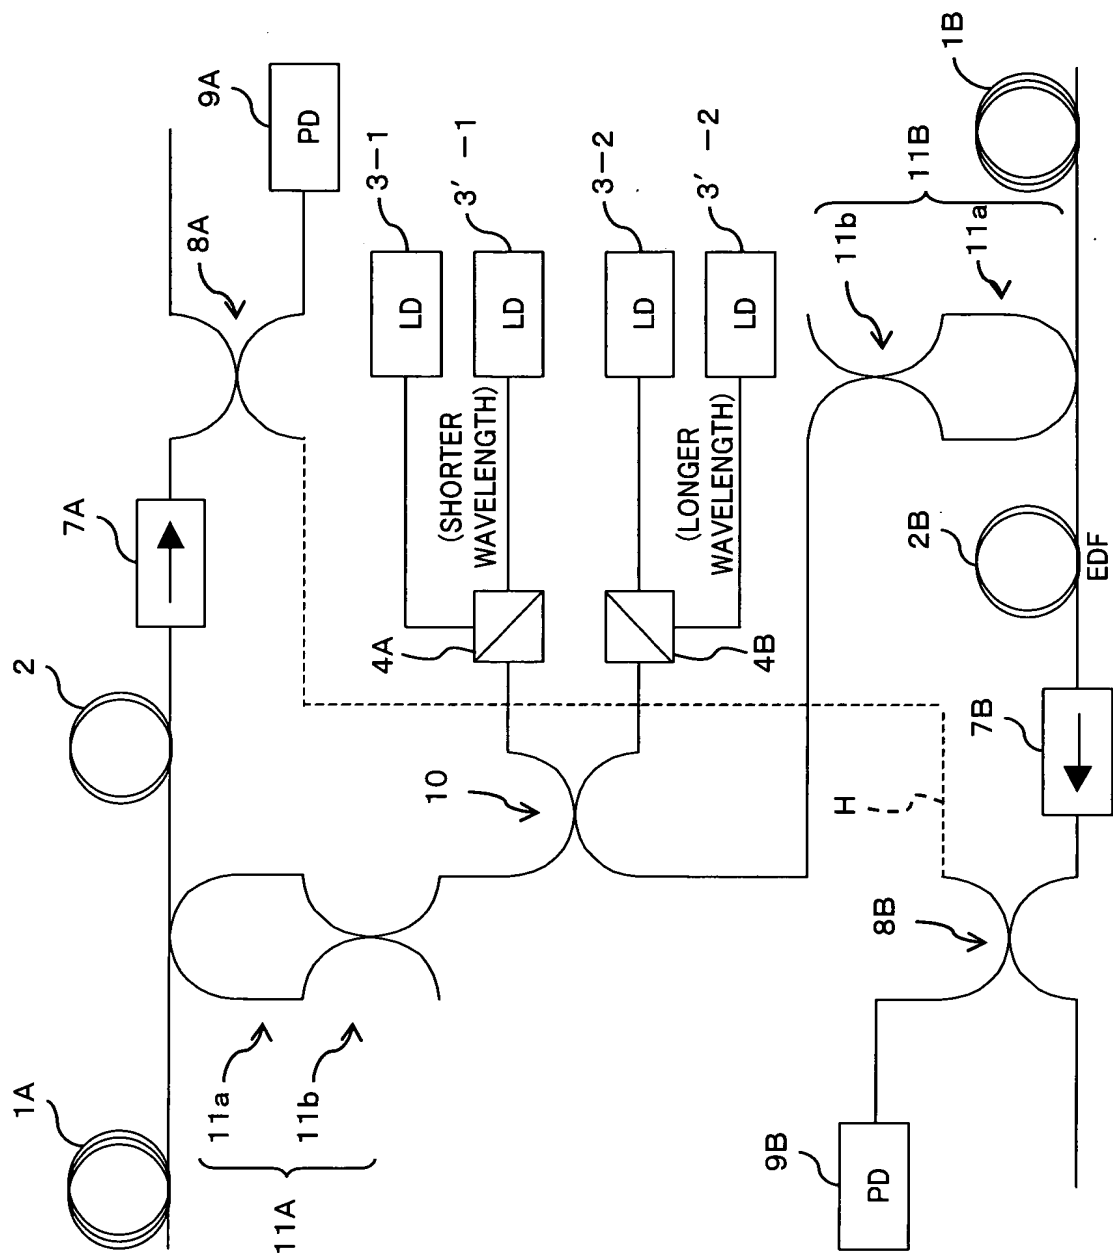 1A
2
7A
8A
9A
PD
11a
11b
11A
10
4A
(SHORTER
WAVELENGTH)
LD
3-1
LD
3′-1
4B
(LONGER
WAVELENGTH)
LD
3-2
LD
3′-2
H
11b
11a
11B
9B
PD
8B
7B
2B
EDF
1B